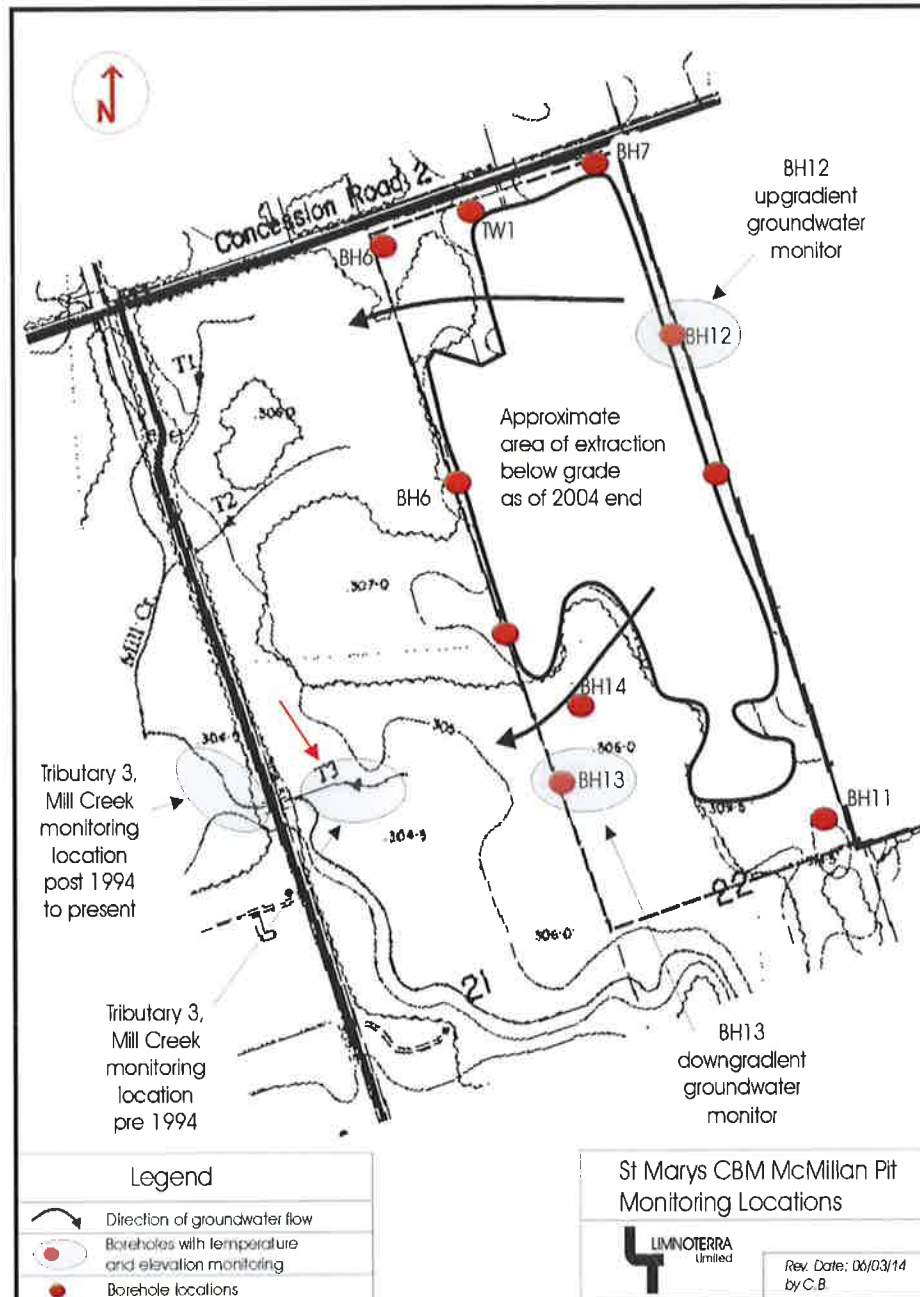 N
Concession Road 2
BH7
TW1
BH6
BH12
upgradient
groundwater
monitor
BH12
T1
.306.0
Approximate
area of extraction
below grade
as of 2004 end
BH6
T2
.307.0
Mill Cr.
BH14
305
T3
306.0
BH13
BH11
Tributary 3,
Mill Creek
monitoring
location
post 1994
to present
.304.5
22
306.0
21
Tributary 3,
Mill Creek
monitoring
location
pre 1994
BH13
downgradient
groundwater
monitor
Legend
Direction of groundwater flow
Boreholes with temperature
and elevation monitoring
Borehole locations
St Marys CBM McMillan Pit
Monitoring Locations
LIMNOTERRA
Limited
Rev. Date: 06/03/14
by C.B.